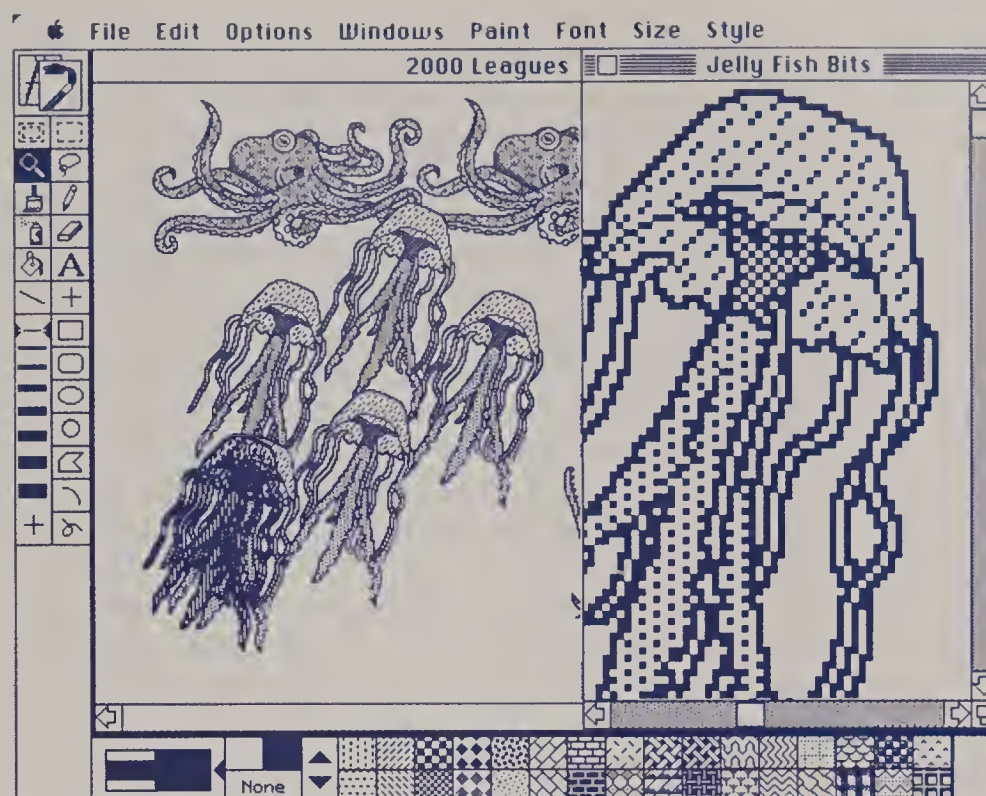 File Edit Options Windows Paint Font Size Style
2000 Leagues
Jelly Fish Bits
A
None